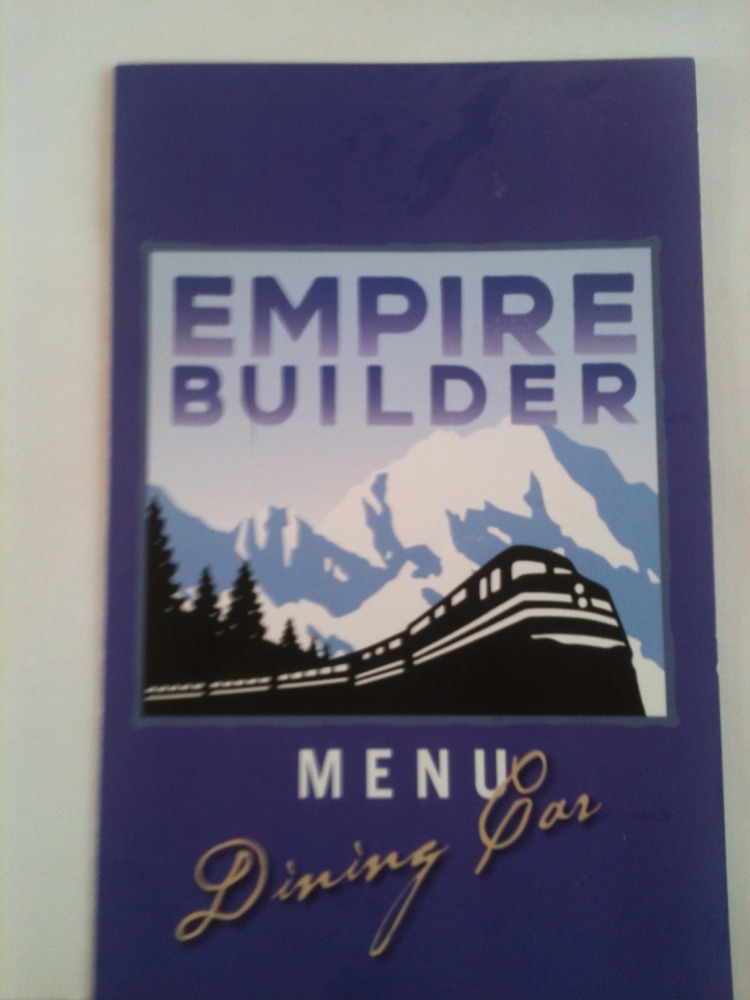 EMPIRE
BUILDER
MENU
Dining Car